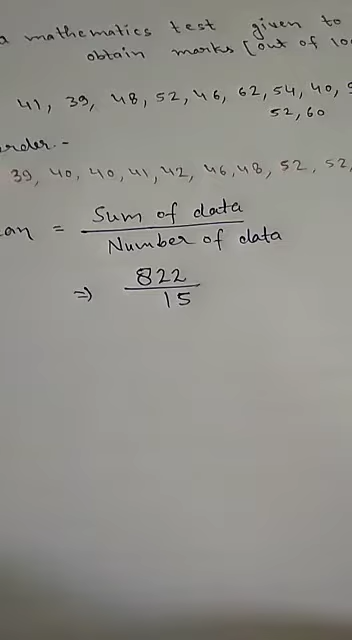 a mathematics test given to
obtain marks (out of 10
41, 39, 48, 52, 46, 62, 54, 40,
52, 60
order. -
39, 40, 40, 41, 42, 46, 48, 52, 52,
an = Sum of data
Number of data
⇒ 822
15